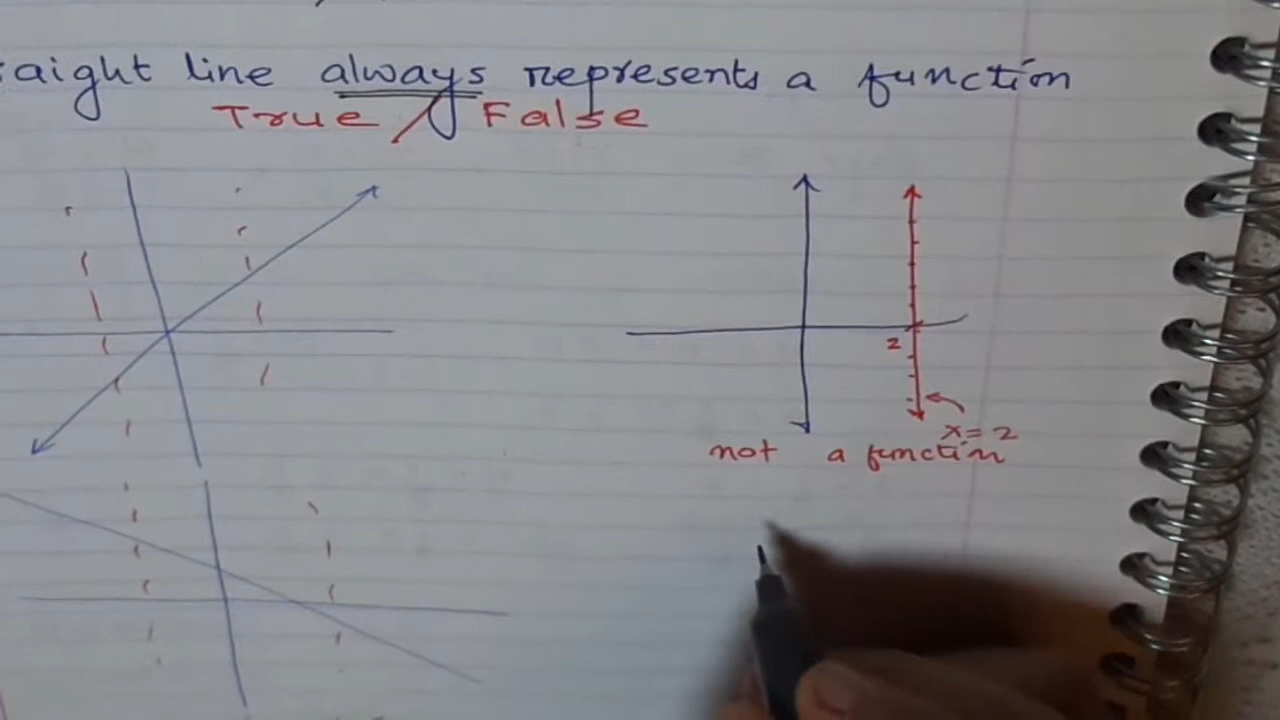 aight line always represents a function
True / False
2
x = 2
not a function